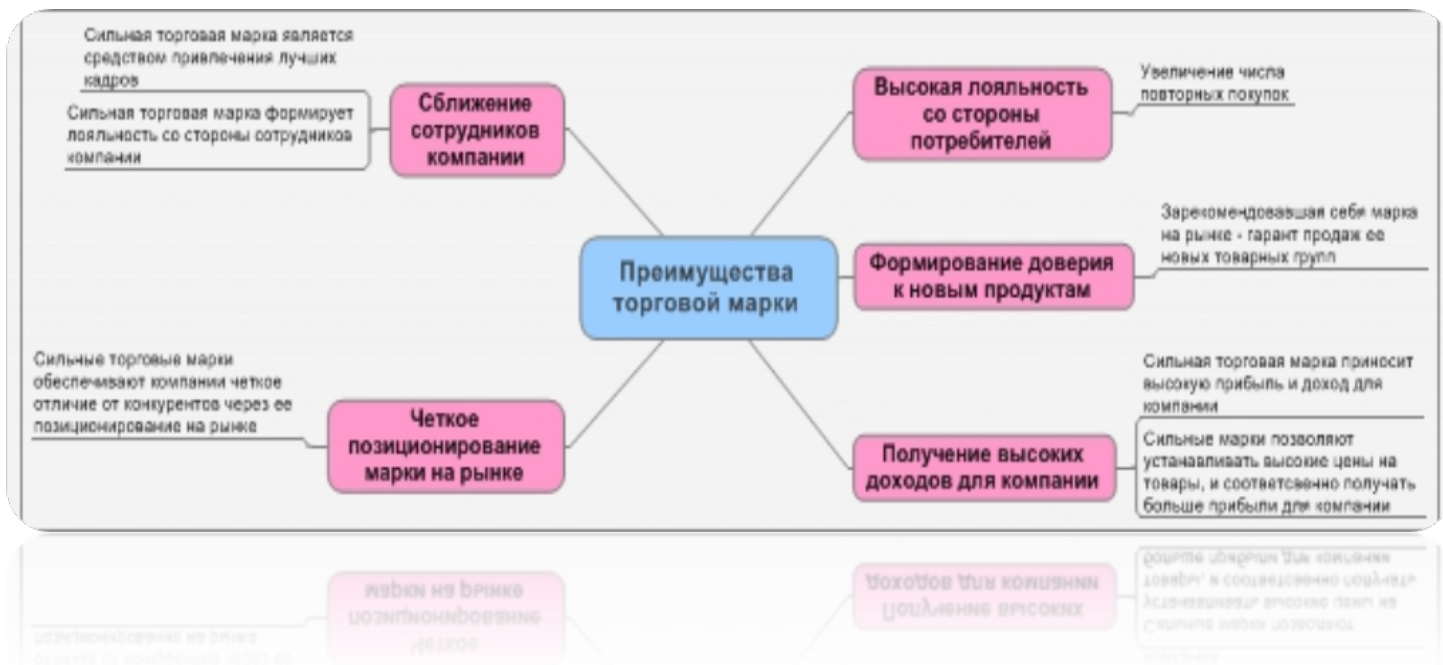 Сильная торговая марка является
средством привлечения лучших
кадров
Сильная торговая марка формирует
лояльность со стороны сотрудников
компании
Сближение
сотрудников
компании
Высокая лояльность
со стороны
потребителей
Увеличение числа
повторных покупок
Преимущества
торговой марки
Формирование доверия
к новым продуктам
Зарекомендовавшая себя марка
на рынке - гарант продаж ее
новых товарных групп
Сильные торговые марки
обеспечивают компании четкое
отличие от конкурентов через ее
позиционирование на рынке
Четкое
позиционирование
марки на рынке
Получение высоких
доходов для компании
Сильная торговая марка приносит
высокую прибыль и доход для
компании
Сильные марки позволяют
устанавливать высокие цены на
товары, и соответсвенно получать
больше прибыли для компании